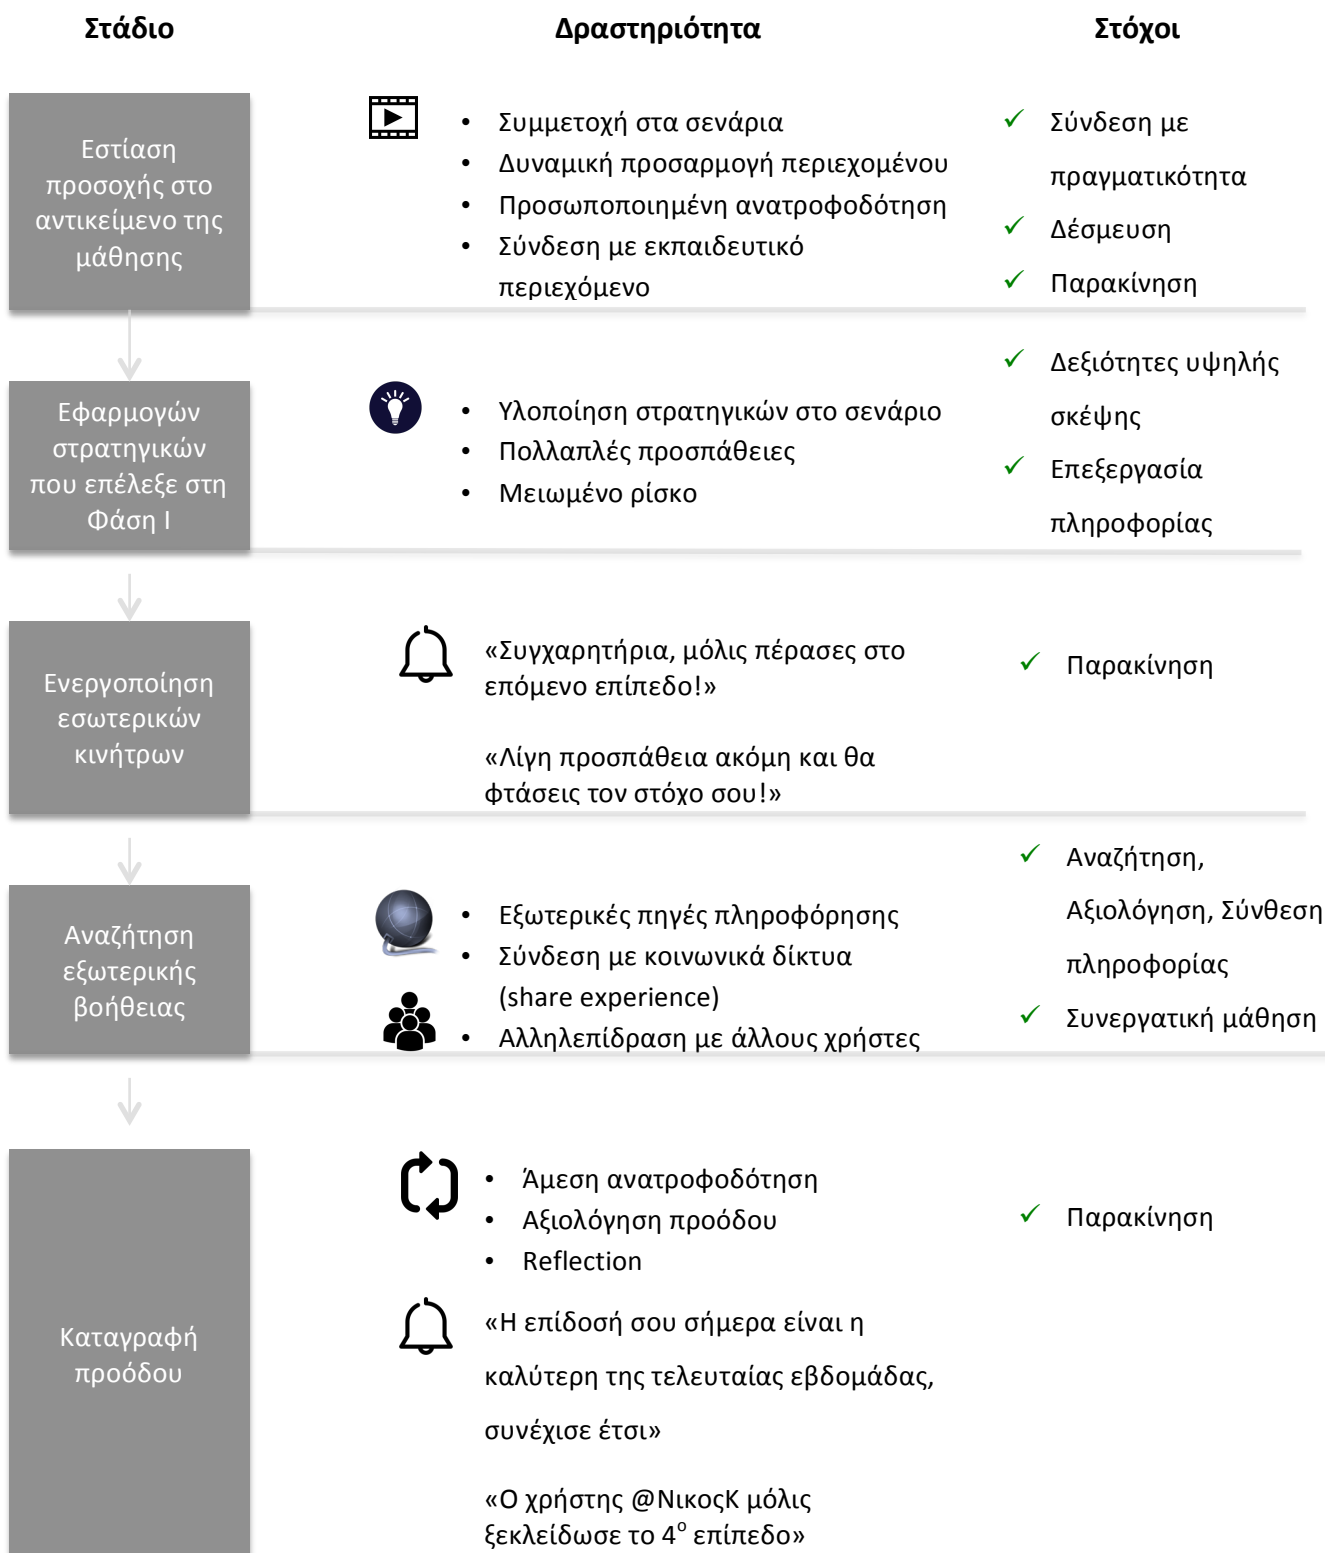 Στάδιο
Δραστηριότητα
Στόχοι
Εστίαση
προσοχής στο
αντικείμενο της
μάθησης
• Συμμετοχή στα σενάρια
• Δυναμική προσαρμογή περιεχομένου
• Προσωποποιημένη ανατροφοδότηση
• Σύνδεση με εκπαιδευτικό
περιεχόμενο
✓ Σύνδεση με
πραγματικότητα
✓ Δέσμευση
✓ Παρακίνηση
Εφαρμογών
στρατηγικών
που επέλεξε στη
Φάση Ι
• Υλοποίηση στρατηγικών στο σενάριο
• Πολλαπλές προσπάθειες
• Μειωμένο ρίσκο
✓ Δεξιότητες υψηλής
σκέψης
✓ Επεξεργασία
πληροφορίας
Ενεργοποίηση
εσωτερικών
κινήτρων
«Συγχαρητήρια, μόλις πέρασες στο
επόμενο επίπεδο!»
«Λίγη προσπάθεια ακόμη και θα
φτάσεις τον στόχο σου!»
✓ Παρακίνηση
Αναζήτηση
εξωτερικής
βοήθειας
• Εξωτερικές πηγές πληροφόρησης
• Σύνδεση με κοινωνικά δίκτυα
(share experience)
• Αλληλεπίδραση με άλλους χρήστες
✓ Αναζήτηση,
Αξιολόγηση, Σύνθεση
πληροφορίας
✓ Συνεργατική μάθηση
Καταγραφή
προόδου
• Άμεση ανατροφοδότηση
• Αξιολόγηση προόδου
• Reflection
«Η επίδοσή σου σήμερα είναι η
καλύτερη της τελευταίας εβδομάδας,
συνέχισε έτσι»
«Ο χρήστης @ΝικοςΚ μόλις
ξεκλείδωσε το 4ο επίπεδο»
✓ Παρακίνηση